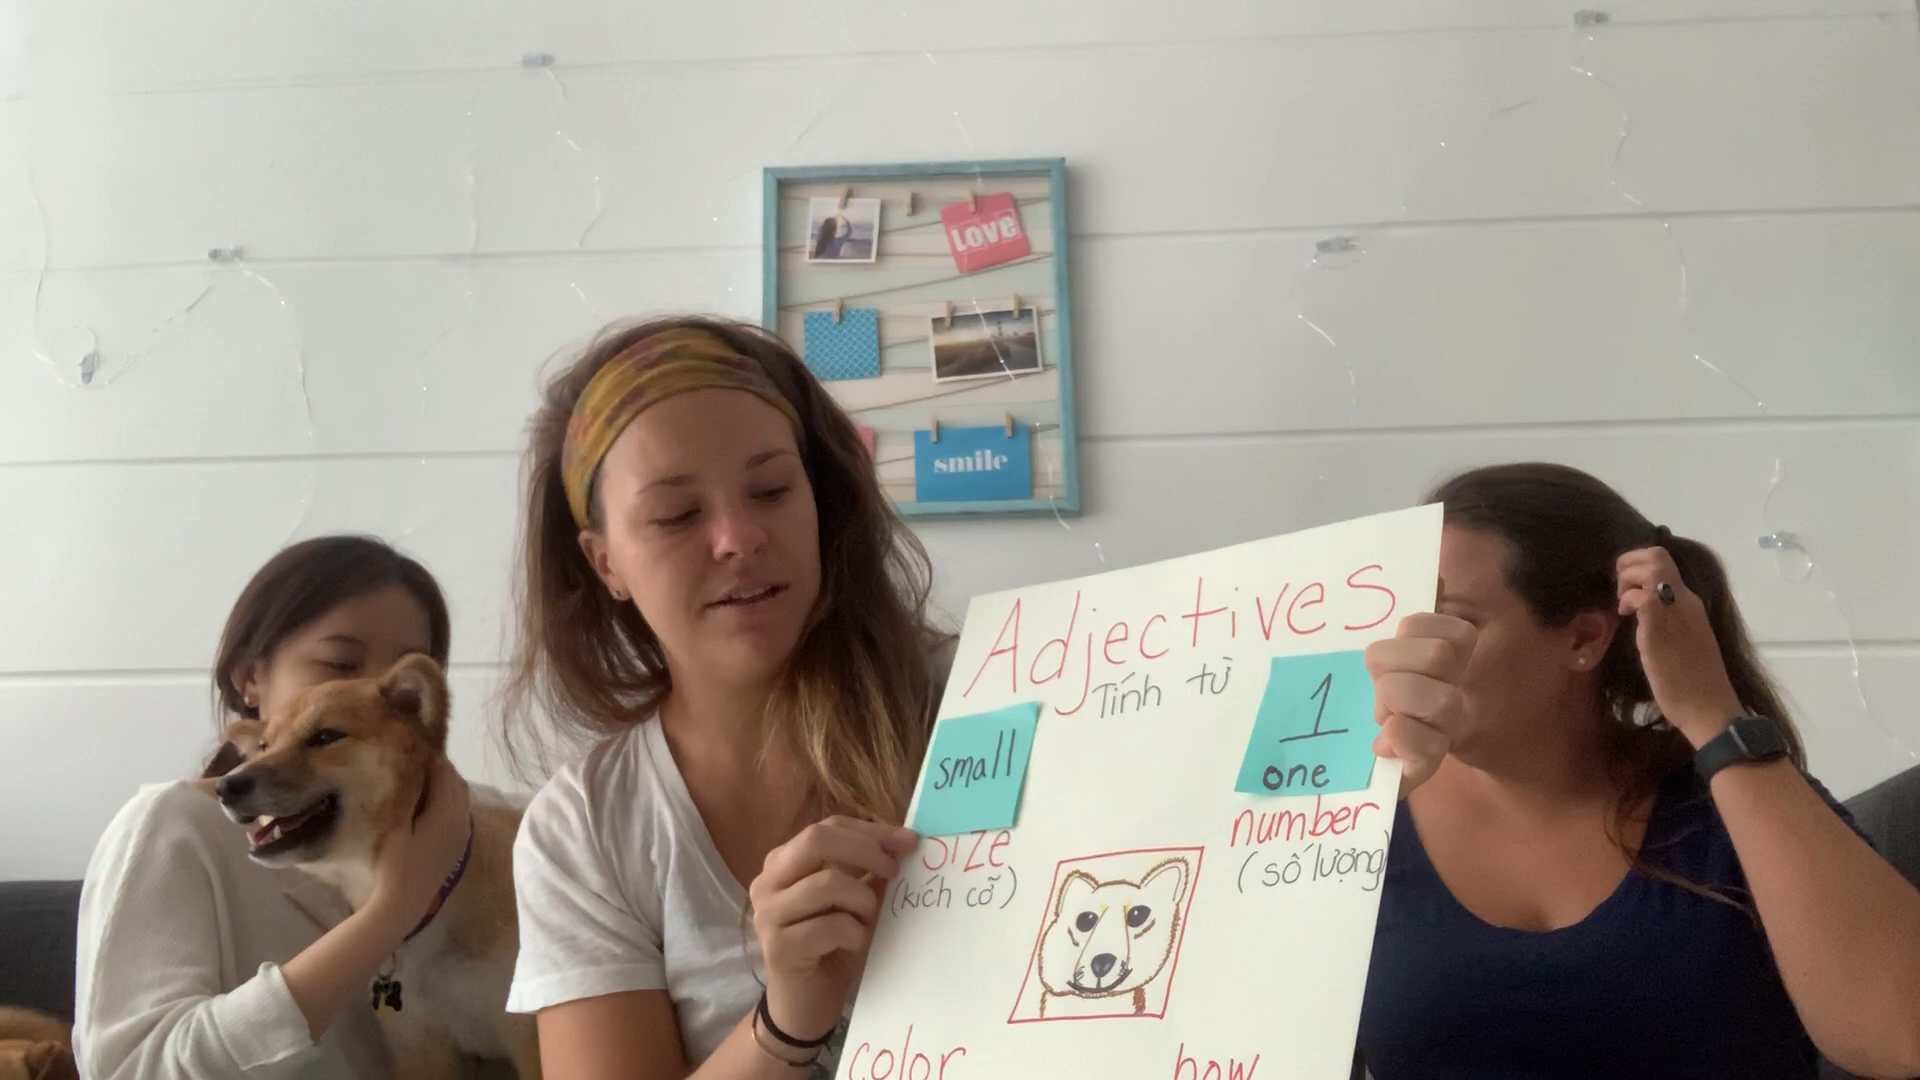 LOVE
smile
Adjectives
Tính từ
small
1
one
size
(kích cỡ)
number
(số lượng)
color
how